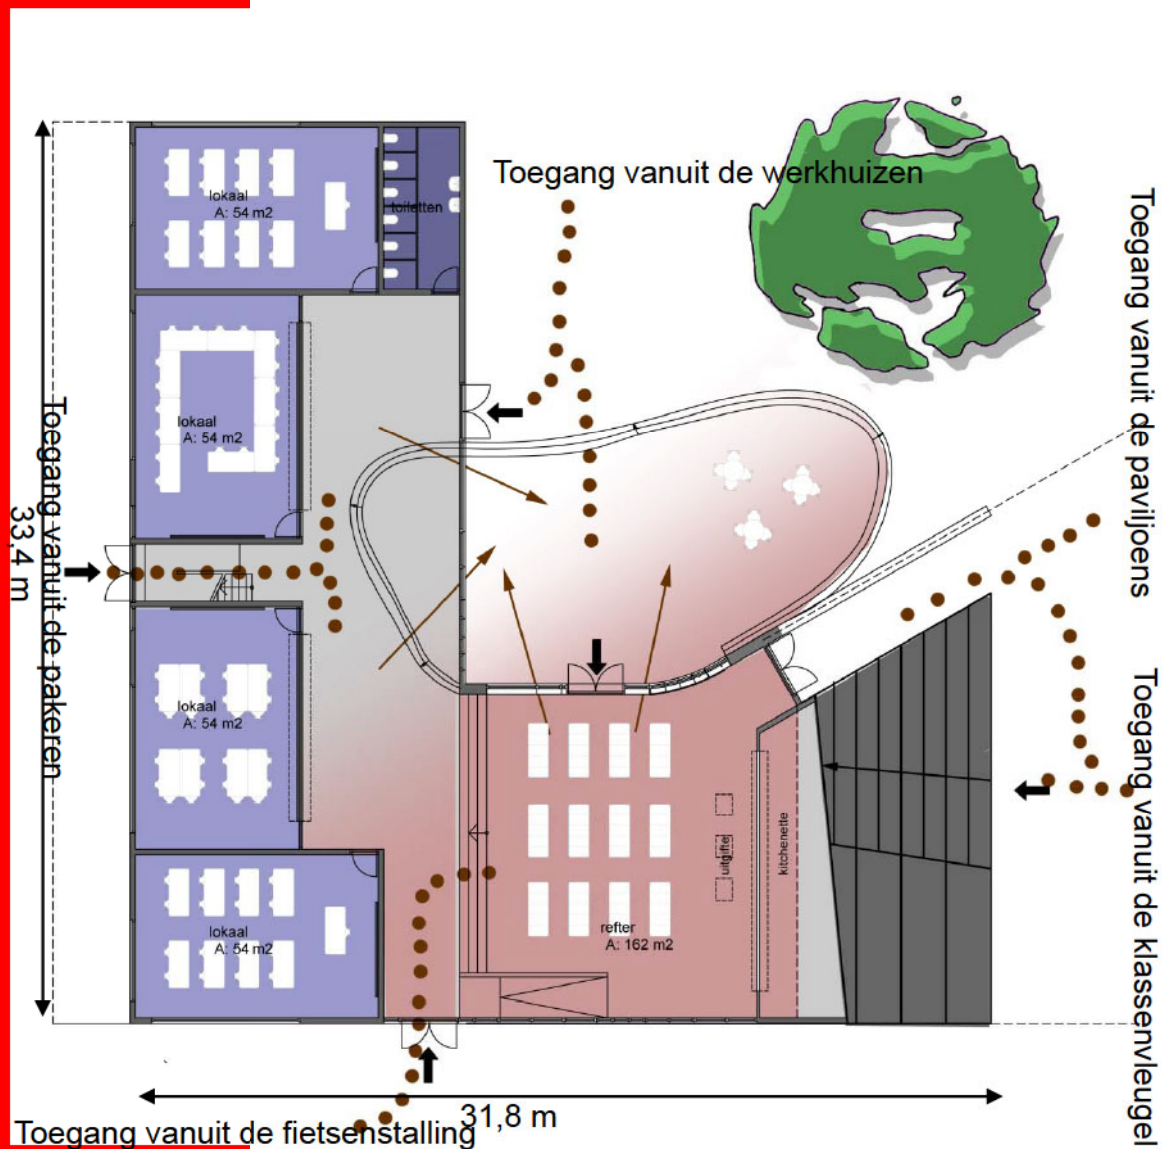 Toegang vanuit de werkhuizen
lokaal
A: 54 m2
toiletten
Toegang vanuit de paviljoens
lokaal
A: 54 m2
Toegang vanuit de pakeren
33,4 m
lokaal
A: 54 m2
Toegang vanuit de klassenvleugel
uitgifte
kitchenette
lokaal
A: 54 m2
refter
A: 162 m2
31,8 m
Toegang vanuit de fietsenstalling